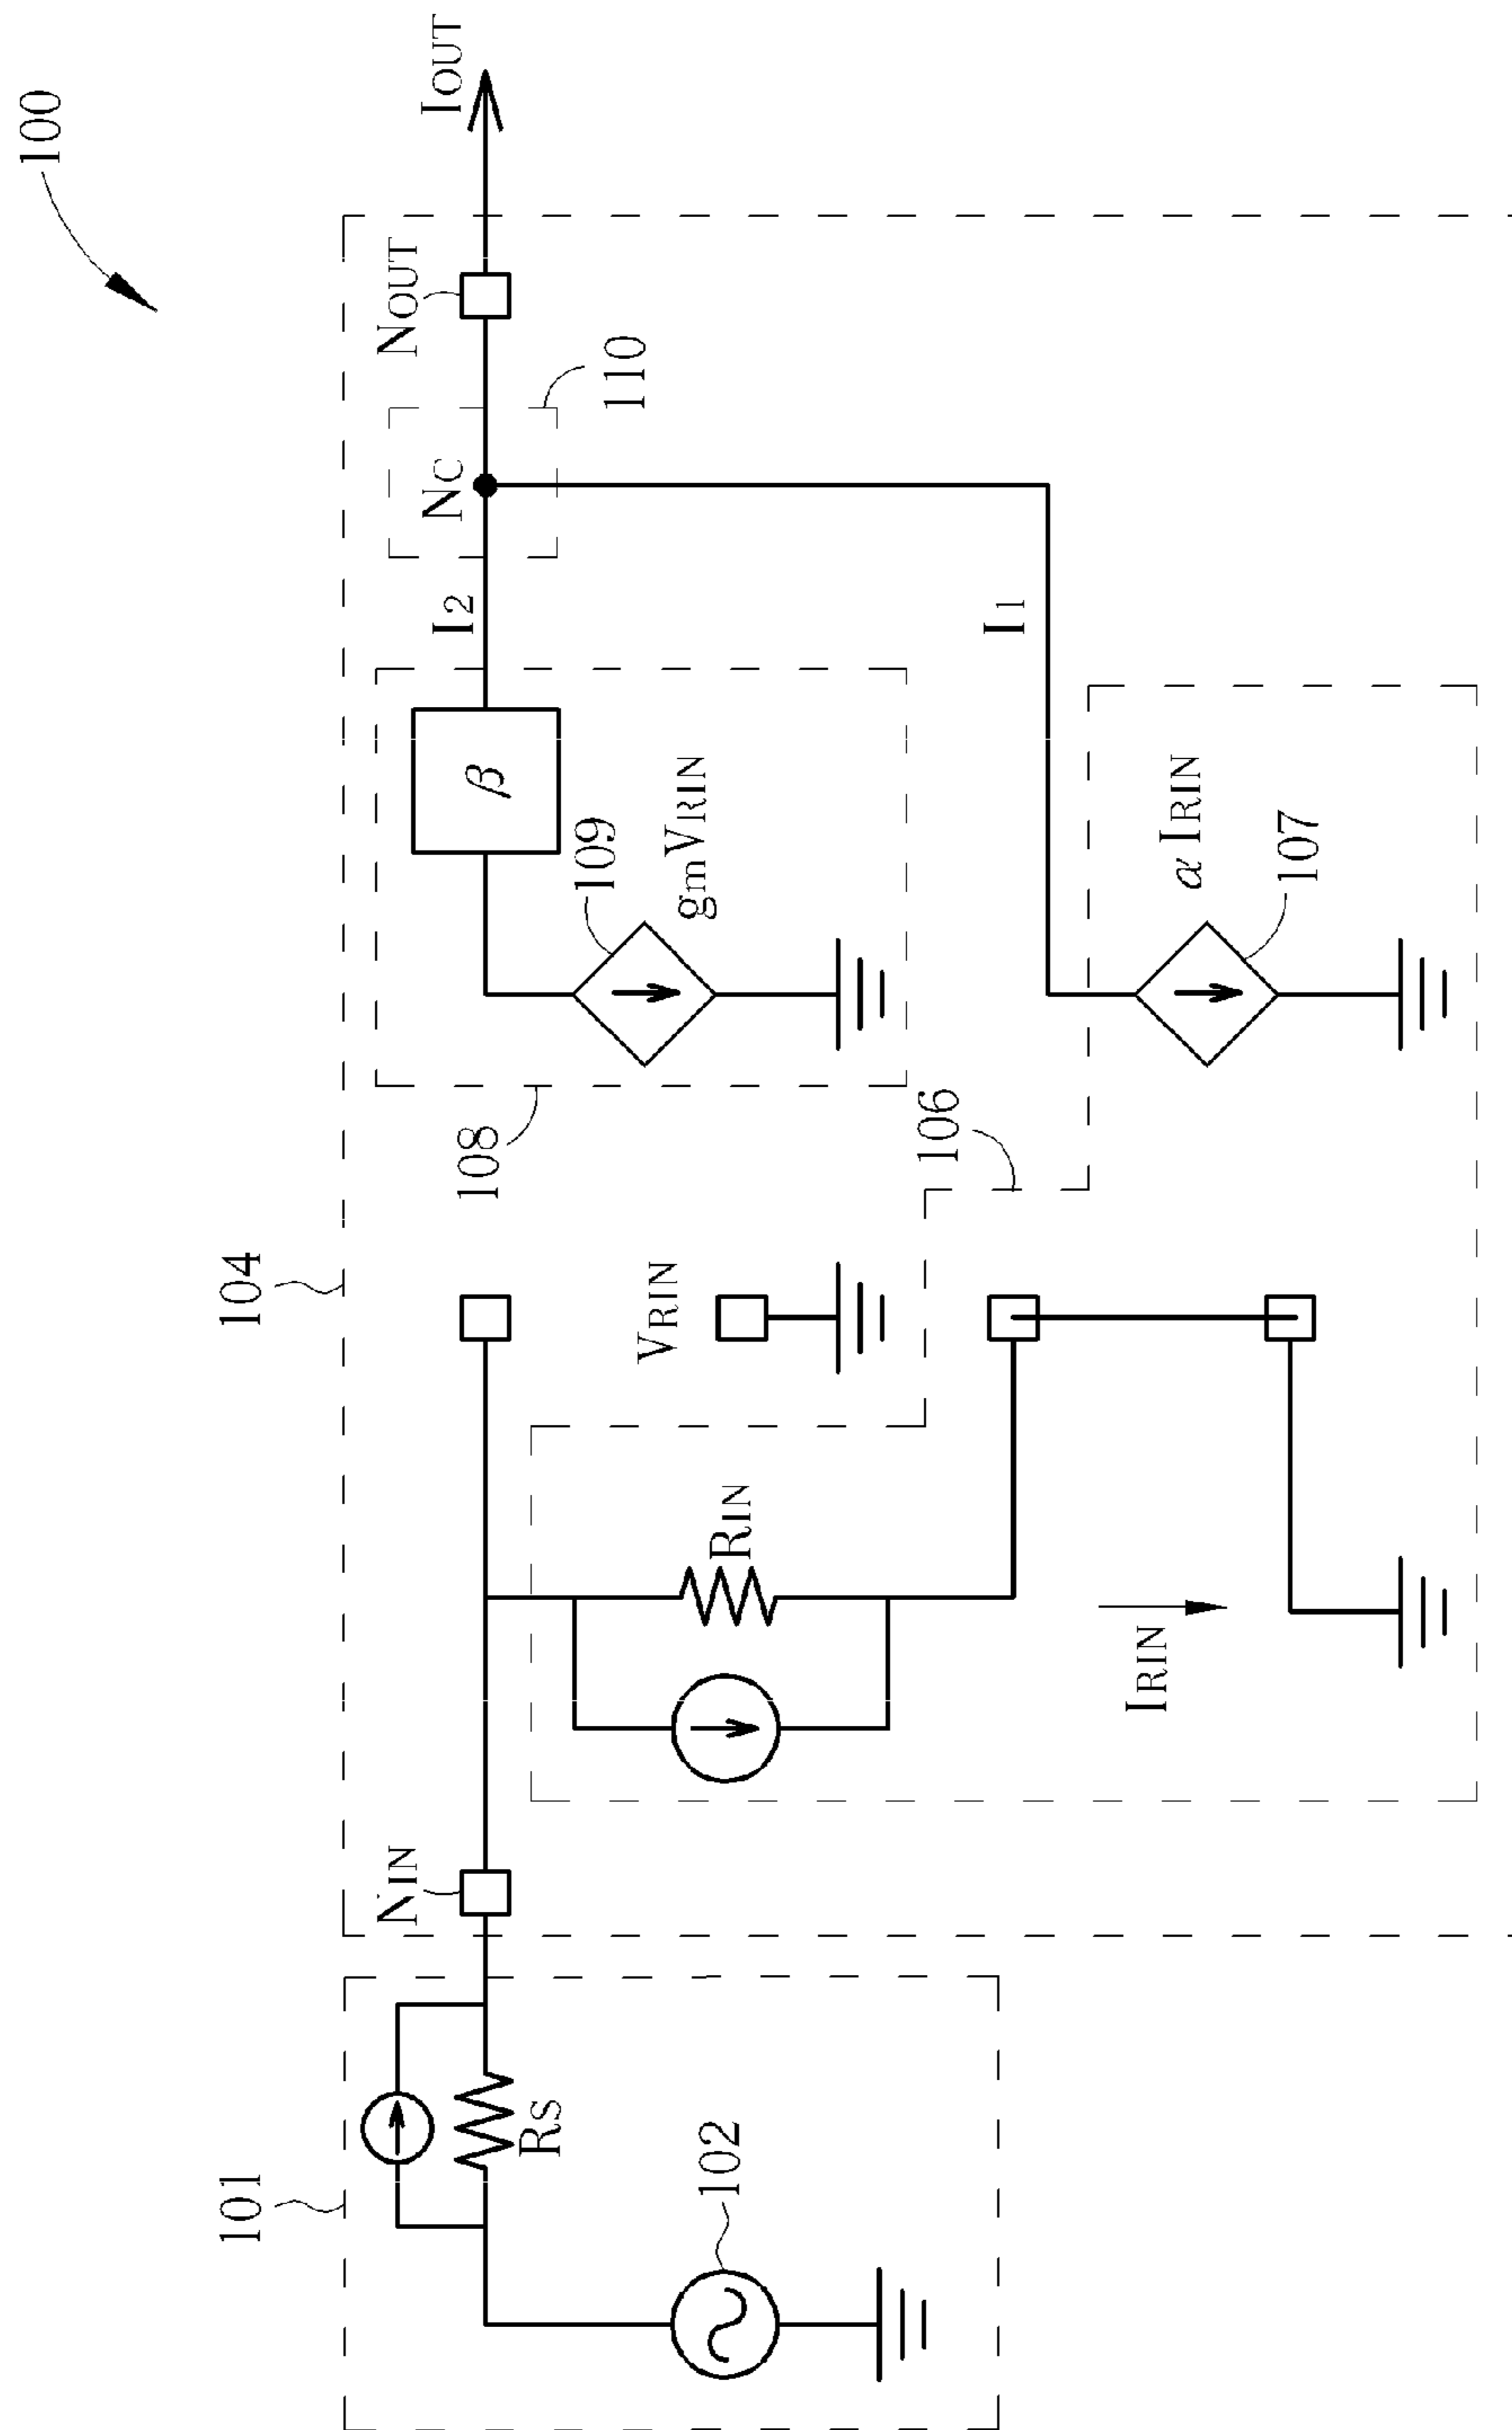 100
104
101
NIN
NOUT
IOUT
RS
102
RIN
IRIN
VRIN
106
108
109
gmVRIN
β
I2
NC
110
I1
α IRIN
107